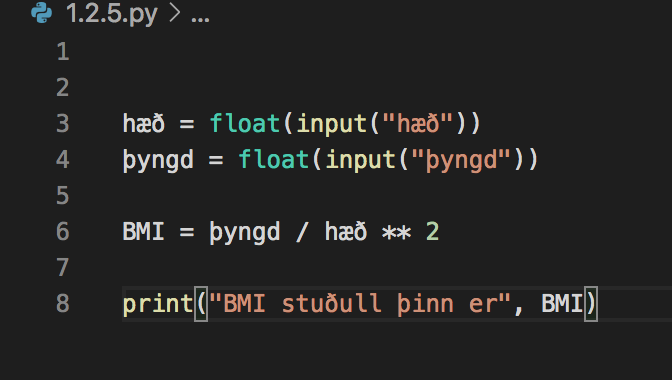 1.2.5.py > ...
1
2
3 hæð = float(input("hæð"))
4 þyngd = float(input("þyngd"))
5
6 BMI = þyngd / hæð ** 2
7
8 print("BMI stuðull þinn er", BMI)